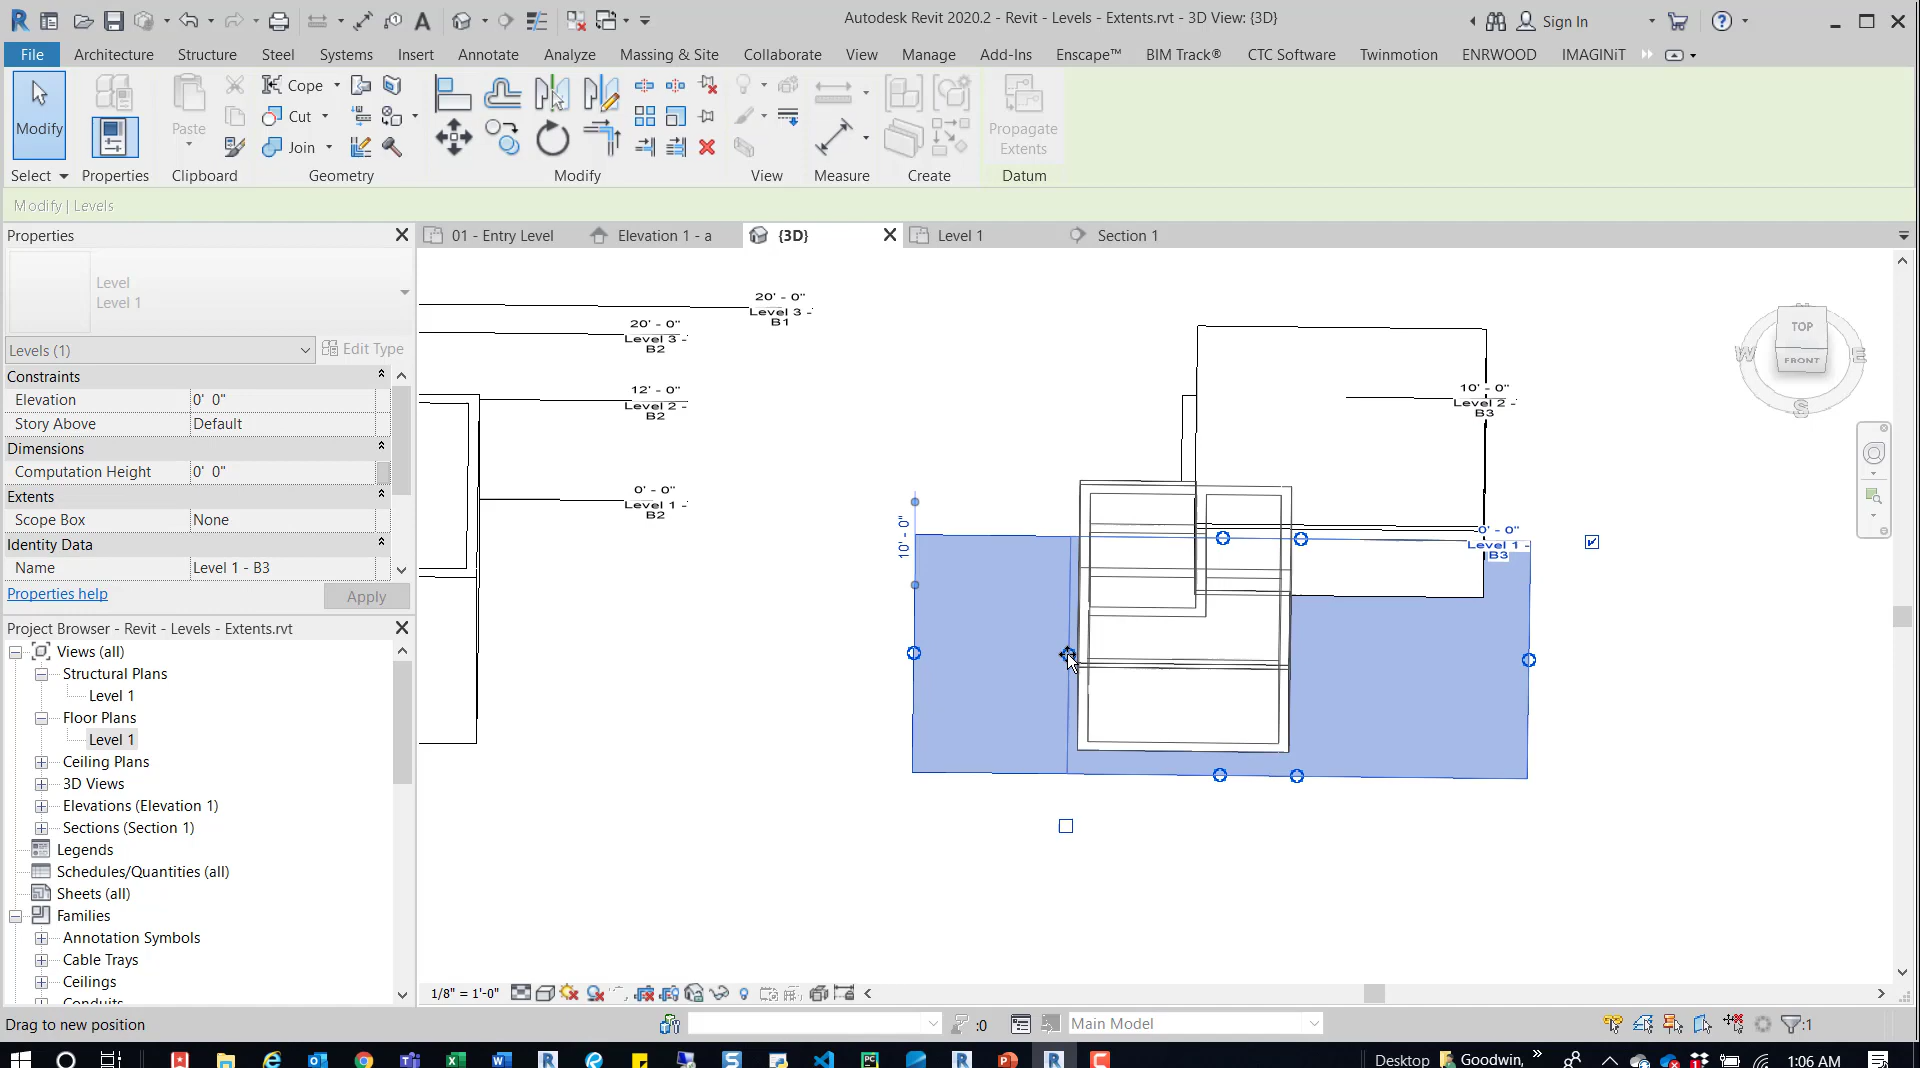 Autodesk Revit 2020.2 - Revit - Levels - Extents.rvt - 3D View: {3D}
Sign In
File Architecture Structure Steel Systems Insert Annotate Analyze Massing & Site Collaborate View Manage Add-Ins Enscape™ BIM Track® CTC Software Twinmotion ENRWOOD IMAGINiT
Modify
Paste
Cope
Cut
Join
Propagate
Extents
Select Properties Clipboard Geometry Modify View Measure Create Datum
Modify | Levels
Properties
01 - Entry Level
Elevation 1 - a
{3D}
Level 1
Section 1
Level
Level 1
Levels (1)
Edit Type
Constraints
Elevation 0' 0"
Story Above Default
Dimensions
Computation Height 0' 0"
Extents
Scope Box None
Identity Data
Name Level 1 - B3
Properties help
Apply
Project Browser - Revit - Levels - Extents.rvt
Views (all)
Structural Plans
Level 1
Floor Plans
Level 1
Ceiling Plans
3D Views
Elevations (Elevation 1)
Sections (Section 1)
Legends
Schedules/Quantities (all)
Sheets (all)
Families
Annotation Symbols
Cable Trays
Ceilings
Conduits
20' - 0"
Level 3 -
B1
20' - 0"
Level 3 -
B2
12' - 0"
Level 2 -
B2
0' - 0"
Level 1 -
B2
10' - 0"
Level 2 -
B3
10' - 0"
0' - 0"
Level 1 -
B3
TOP
FRONT
W
E
S
1/8" = 1'-0"
Drag to new position
:0
Main Model
:1
Desktop
Goodwin,
1:06 AM